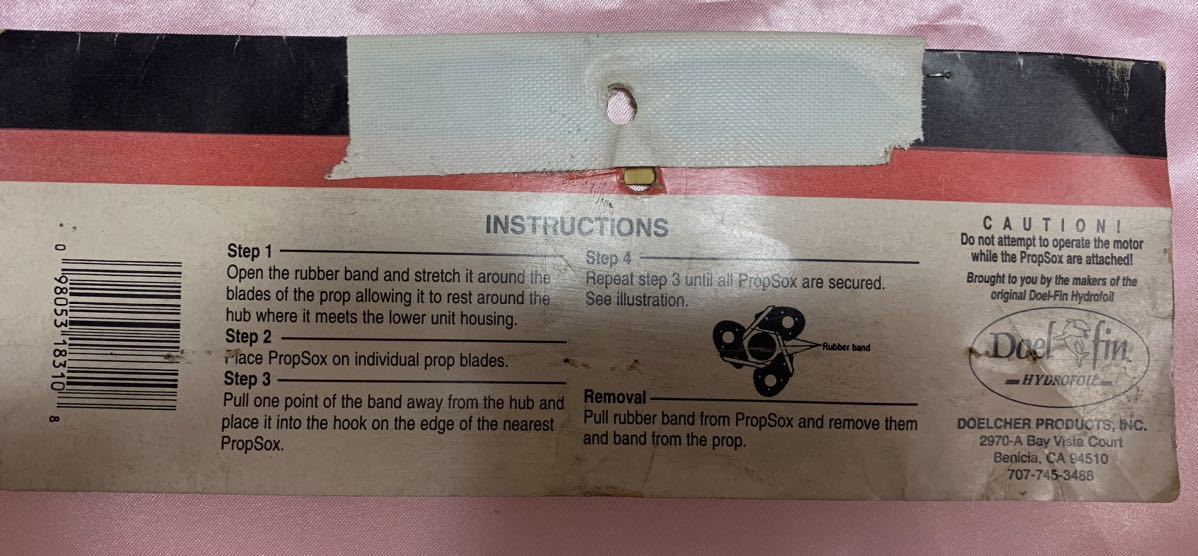 INSTRUCTIONS
Step 1
Open the rubber band and stretch it around the
blades of the prop allowing it to rest around the
hub where it meets the lower unit housing.
Step 2
Place PropSox on individual prop blades.
Step 3
Pull one point of the band away from the hub and
place it into the hook on the edge of the nearest
PropSox.
Step 4
Repeat step 3 until all PropSox are secured.
See illustration.
Rubber band
Removal
Pull rubber band from PropSox and remove them
and band from the prop.
CAUTION!
Do not attempt to operate the motor
while the PropSox are attached!
Brought to you by the makers of the
original Doel-Fin Hydrofoil
Doel fin
HYDROFOIL
DOELCHER PRODUCTS, INC.
2970-A Bay Vista Court
Benicia, CA 94510
707-745-3488
0 98053 18310 8